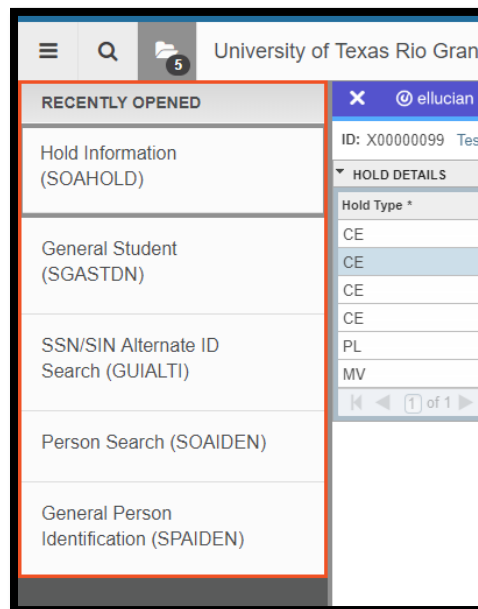 5
University of Texas Rio Gran
RECENTLY OPENED
Hold Information
(SOAHOLD)
General Student
(SGASTDN)
SSN/SIN Alternate ID
Search (GUIALTI)
Person Search (SOAIDEN)
General Person
Identification (SPAIDEN)
ellucian
ID: X00000099 Tes
HOLD DETAILS
Hold Type *
CE
CE
CE
CE
PL
MV
1 of 1